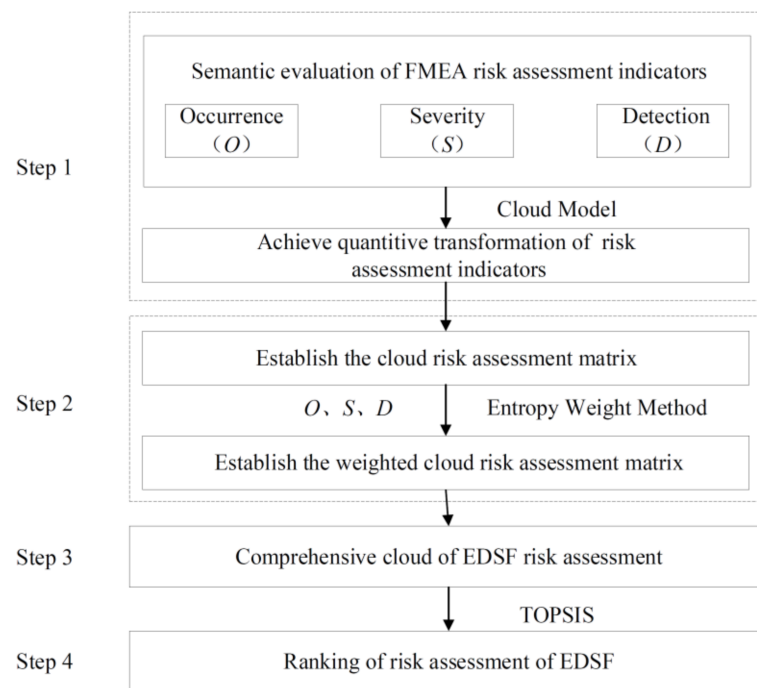 Semantic evaluation of FMEA risk assessment indicators
Occurrence
（O）
Severity
（S）
Detection
（D）
Step 1
Cloud Model
Achieve quantitive transformation of risk
assessment indicators
Establish the cloud risk assessment matrix
Step 2
O、S、D
Entropy Weight Method
Establish the weighted cloud risk assessment matrix
Step 3
Comprehensive cloud of EDSF risk assessment
TOPSIS
Step 4
Ranking of risk assessment of EDSF